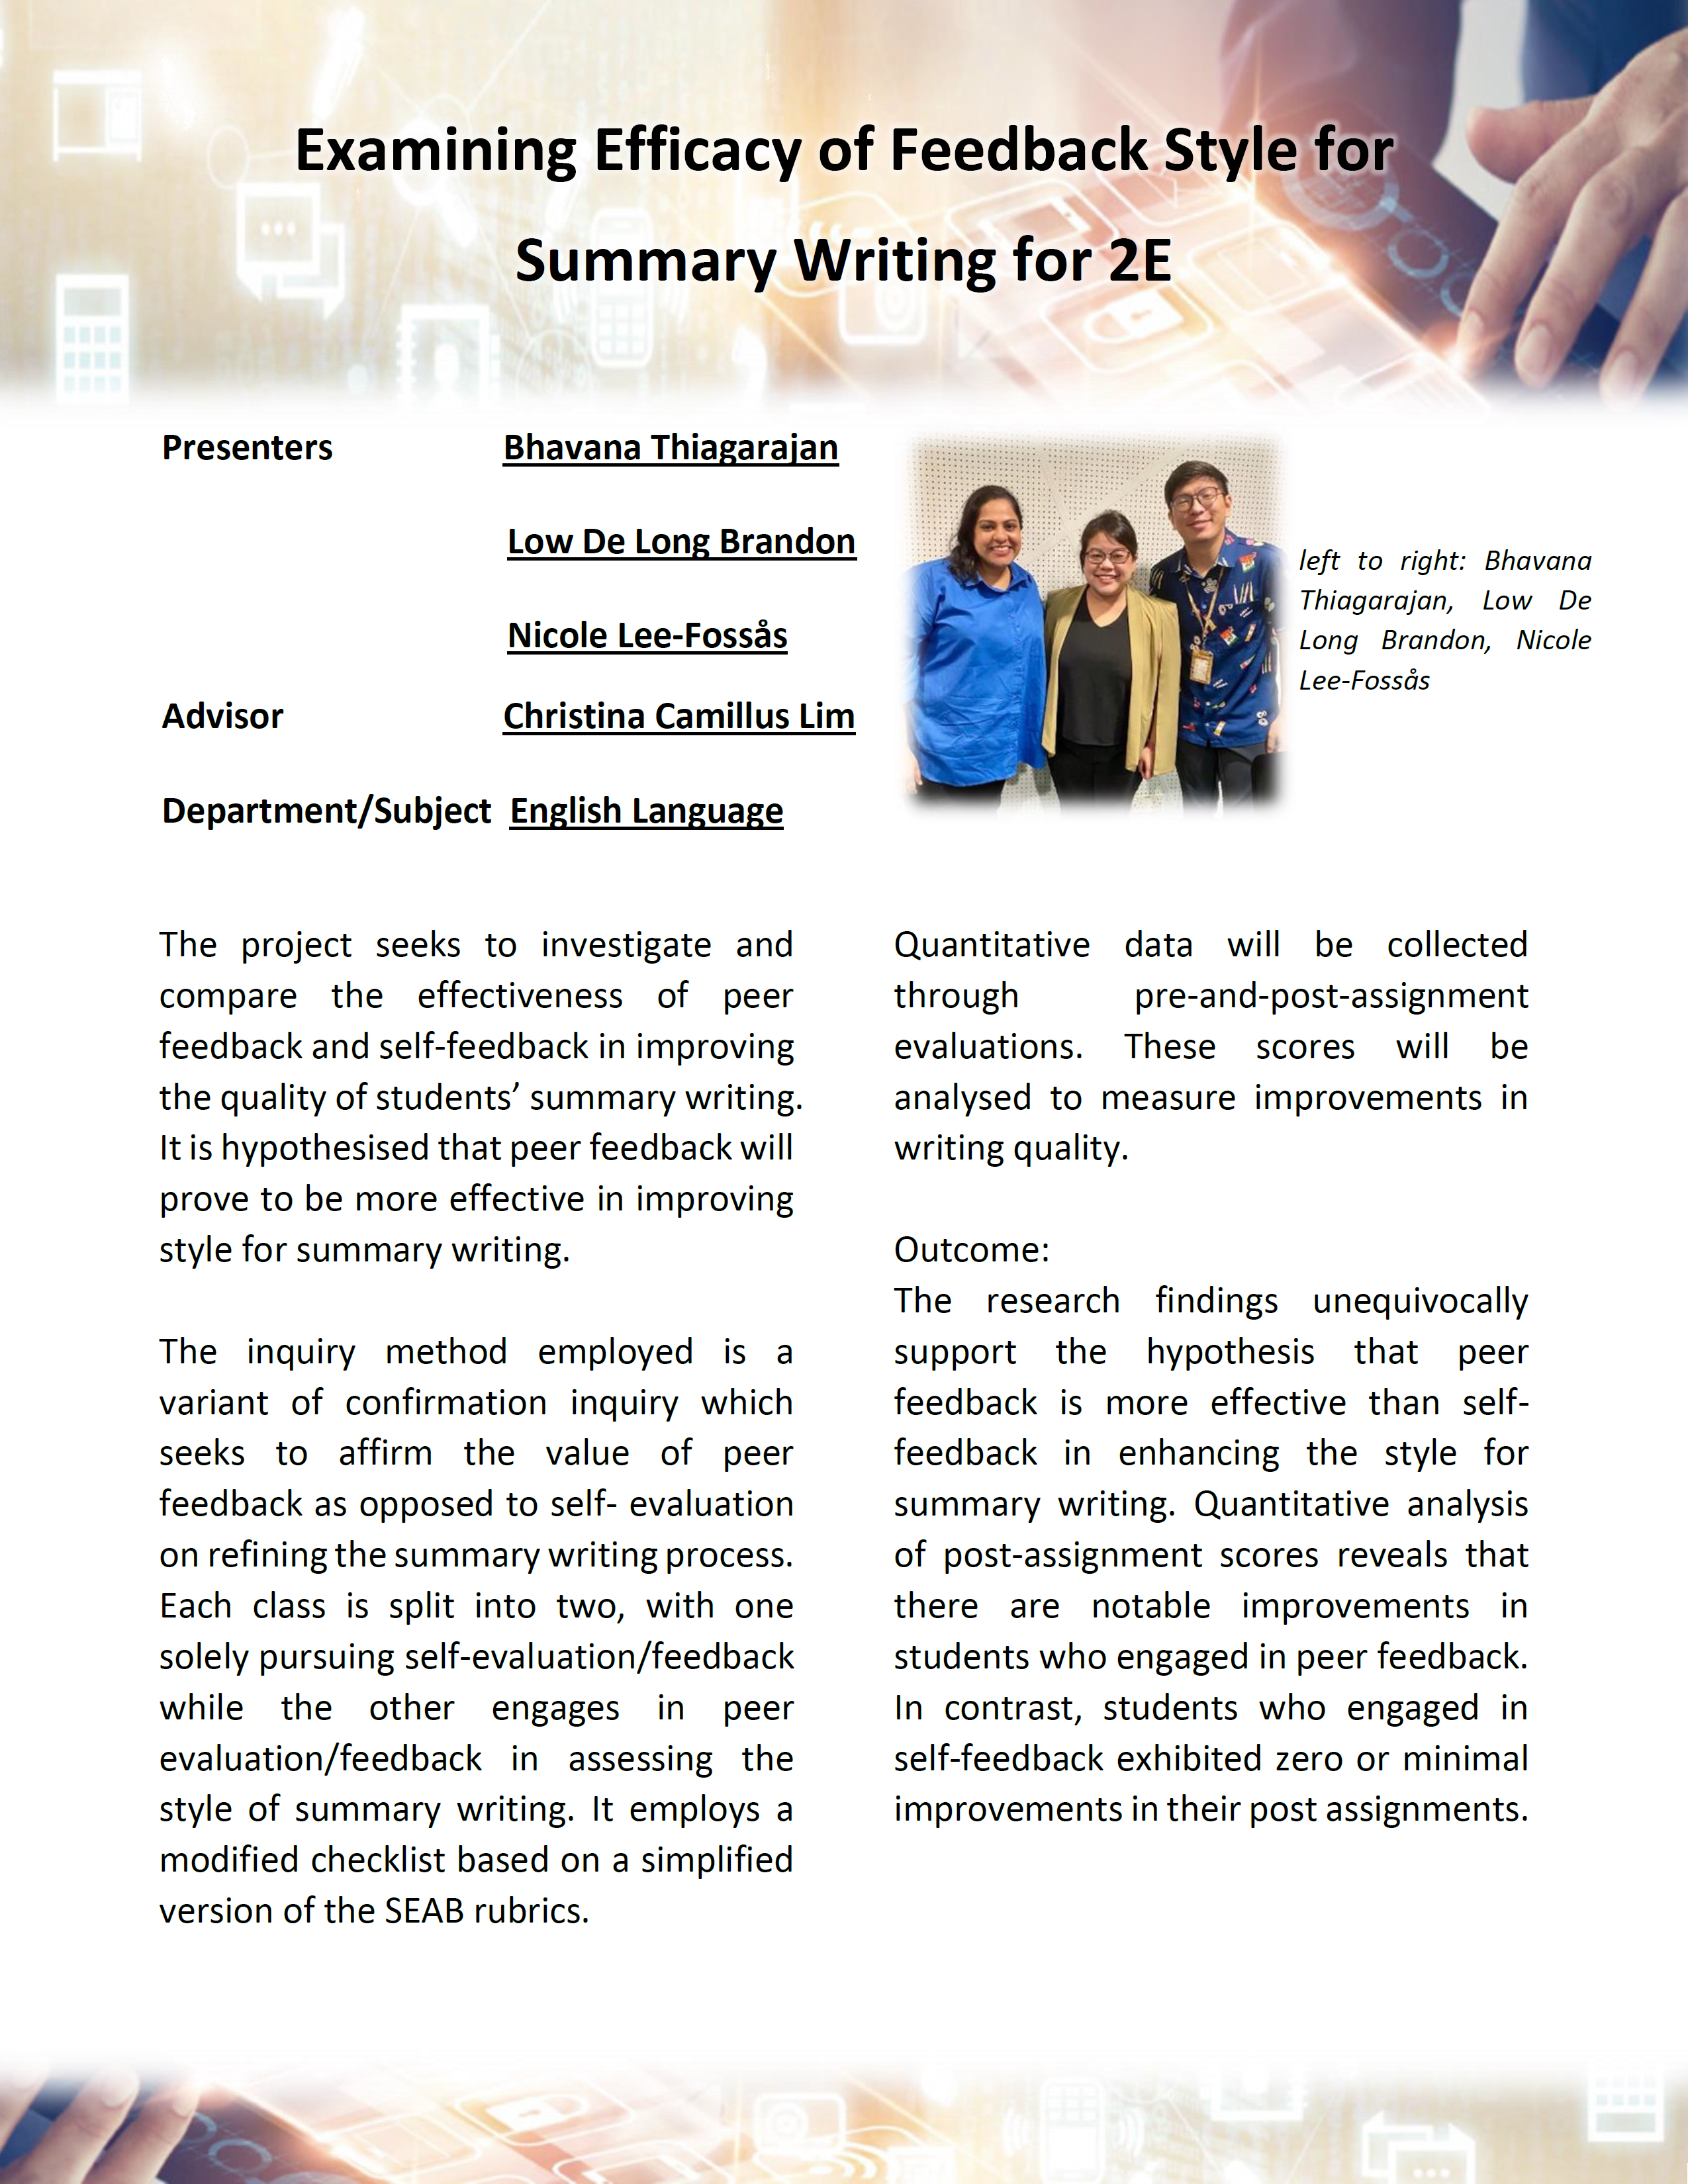 Examining Efficacy of Feedback Style for
Summary Writing for 2E
Presenters Bhavana Thiagarajan
Low De Long Brandon
Nicole Lee-Fossås
Advisor Christina Camillus Lim
Department/Subject English Language
left to right: Bhavana
Thiagarajan, Low De
Long Brandon, Nicole
Lee-Fossås
The project seeks to investigate and
compare the effectiveness of peer
feedback and self-feedback in improving
the quality of students’ summary writing.
It is hypothesised that peer feedback will
prove to be more effective in improving
style for summary writing.
The inquiry method employed is a
variant of confirmation inquiry which
seeks to affirm the value of peer
feedback as opposed to self- evaluation
on refining the summary writing process.
Each class is split into two, with one
solely pursuing self-evaluation/feedback
while the other engages in peer
evaluation/feedback in assessing the
style of summary writing. It employs a
modified checklist based on a simplified
version of the SEAB rubrics.
Quantitative data will be collected
through pre-and-post-assignment
evaluations. These scores will be
analysed to measure improvements in
writing quality.
Outcome:
The research findings unequivocally
support the hypothesis that peer
feedback is more effective than self-
feedback in enhancing the style for
summary writing. Quantitative analysis
of post-assignment scores reveals that
there are notable improvements in
students who engaged in peer feedback.
In contrast, students who engaged in
self-feedback exhibited zero or minimal
improvements in their post assignments.